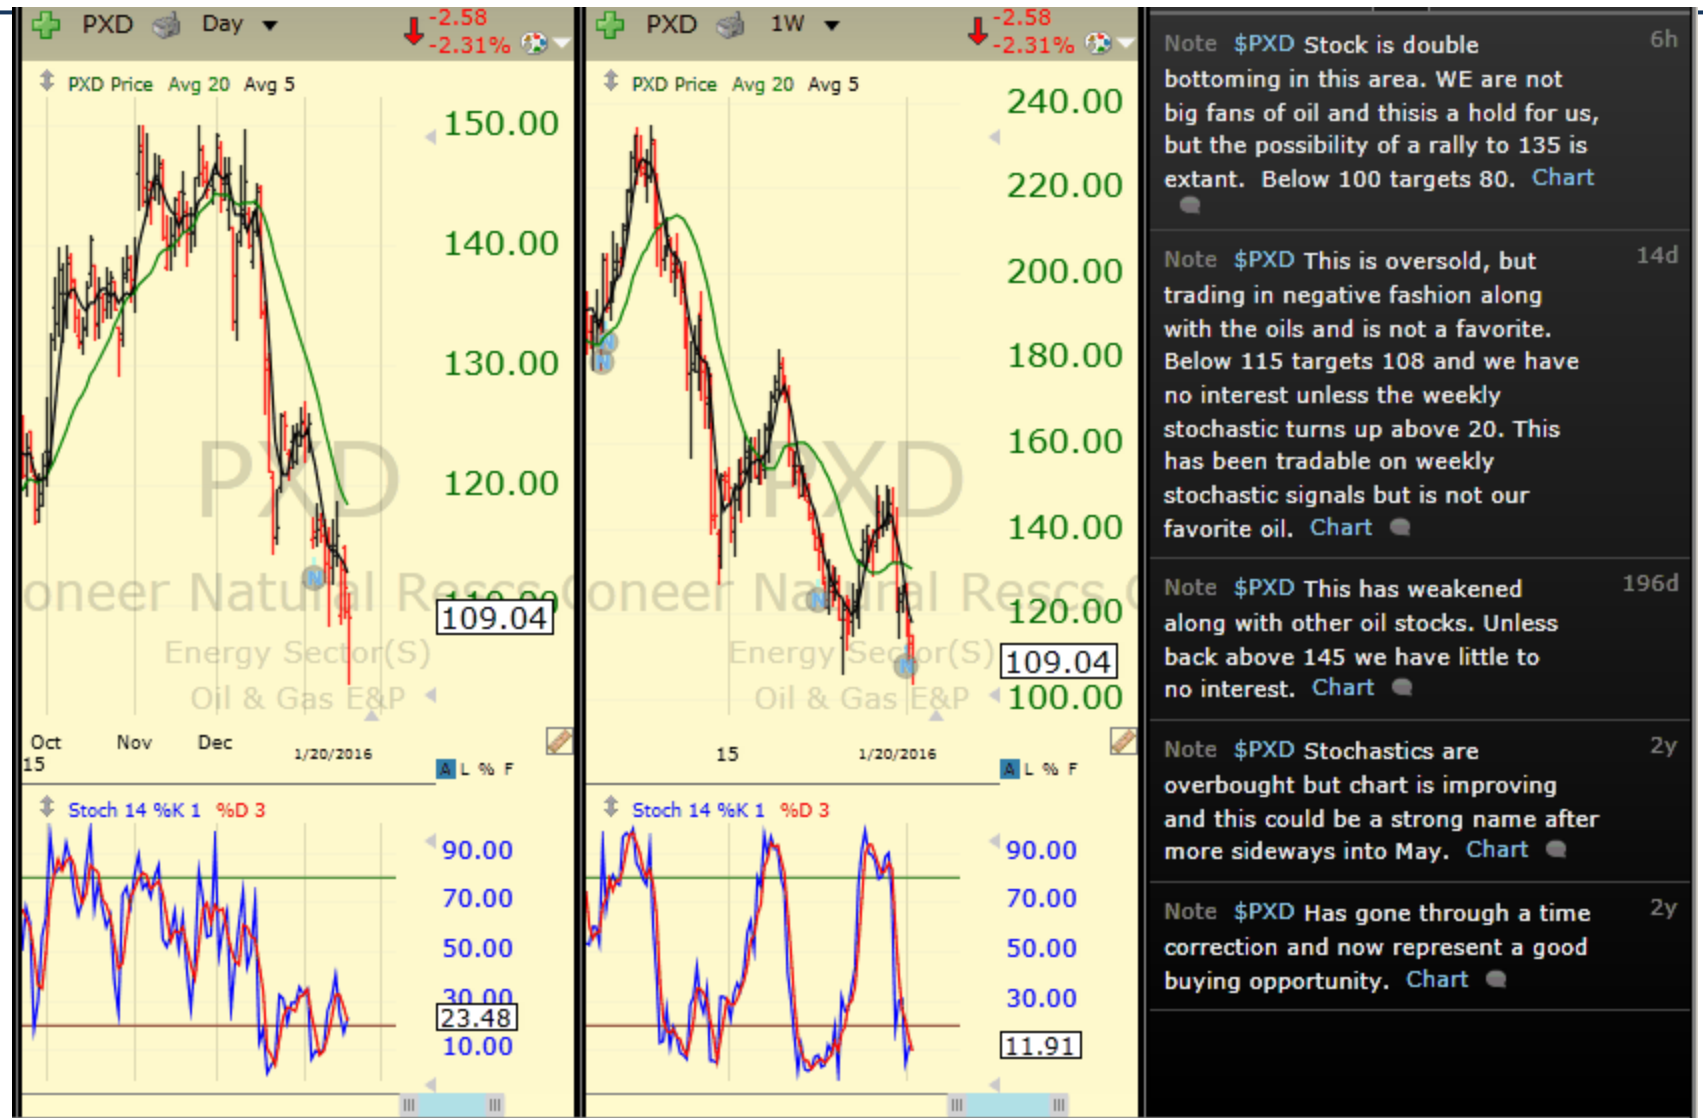 PXD Day -2.58
-2.31%
PXD Price Avg 20 Avg 5
150.00
140.00
130.00
120.00
110.00
109.04
PXD
oneer Natural Rescs C
Energy Sector(S)
Oil & Gas E&P
Oct Nov Dec 1/20/2016
15
A L % F
Stoch 14 %K 1 %D 3
90.00
70.00
50.00
30.00
23.48
10.00
PXD 1W -2.58
-2.31%
PXD Price Avg 20 Avg 5
240.00
220.00
200.00
180.00
160.00
140.00
120.00
109.04
100.00
PXD
oneer Natural Rescs C
Energy Sector(S)
Oil & Gas E&P
N
N
N
N
N
15 1/20/2016
A L % F
Stoch 14 %K 1 %D 3
90.00
70.00
50.00
30.00
11.91
Note $PXD Stock is double 6h
bottoming in this area. WE are not
big fans of oil and thisis a hold for us,
but the possibility of a rally to 135 is
extant. Below 100 targets 80. Chart
Note $PXD This is oversold, but 14d
trading in negative fashion along
with the oils and is not a favorite.
Below 115 targets 108 and we have
no interest unless the weekly
stochastic turns up above 20. This
has been tradable on weekly
stochastic signals but is not our
favorite oil. Chart
Note $PXD This has weakened 196d
along with other oil stocks. Unless
back above 145 we have little to
no interest. Chart
Note $PXD Stochastics are 2y
overbought but chart is improving
and this could be a strong name after
more sideways into May. Chart
Note $PXD Has gone through a time 2y
correction and now represent a good
buying opportunity. Chart